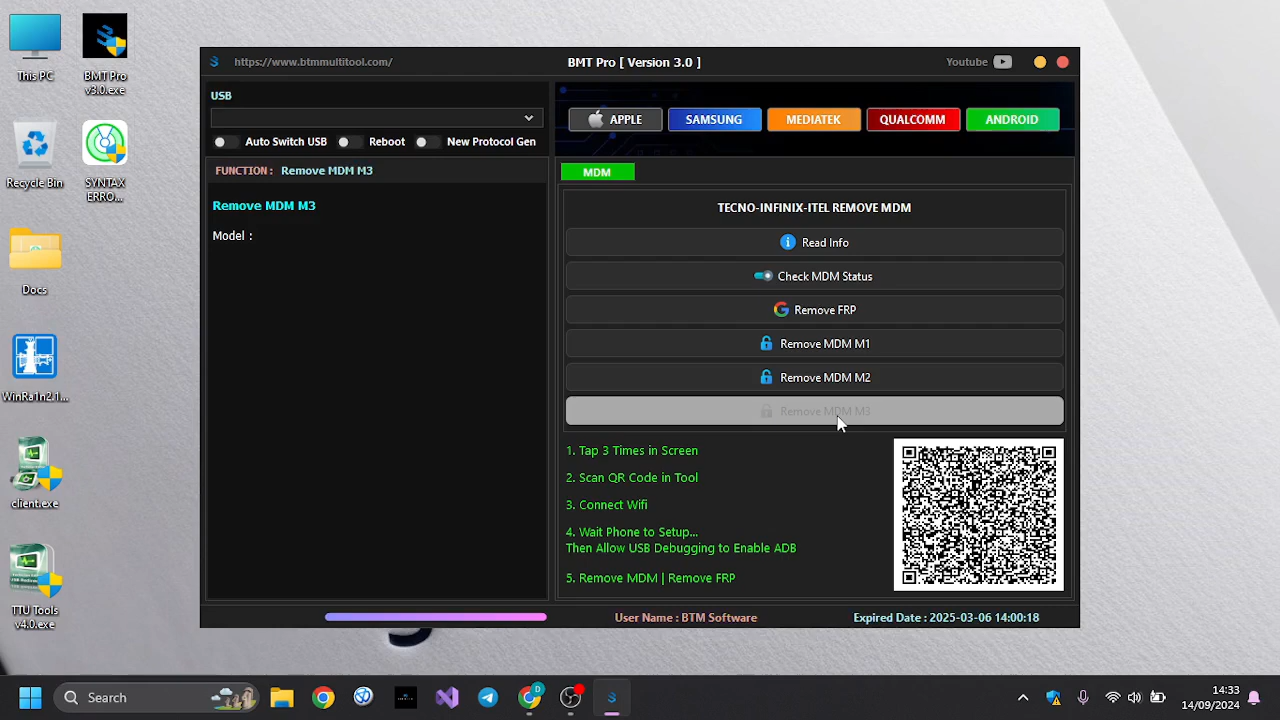 This PC
BMT Pro
v3.0.exe
Recycle Bin
SYNTAX
ERRO...
Docs
WinRa1n2.1...
client.exe
TTU Tools
v4.0.exe
https://www.btmmultitool.com/
BMT Pro [ Version 3.0 ]
Youtube
USB
Auto Switch USB
Reboot
New Protocol Gen
FUNCTION : Remove MDM M3
Remove MDM M3
Model :
APPLE
SAMSUNG
MEDIATEK
QUALCOMM
ANDROID
MDM
TECNO-INFINIX-ITEL REMOVE MDM
Read Info
Check MDM Status
Remove FRP
Remove MDM M1
Remove MDM M2
Remove MDM M3
1. Tap 3 Times in Screen
2. Scan QR Code in Tool
3. Connect Wifi
4. Wait Phone to Setup...
Then Allow USB Debugging to Enable ADB
5. Remove MDM | Remove FRP
User Name : BTM Software
Expired Date : 2025-03-06 14:00:18
Search
D
14:33
14/09/2024